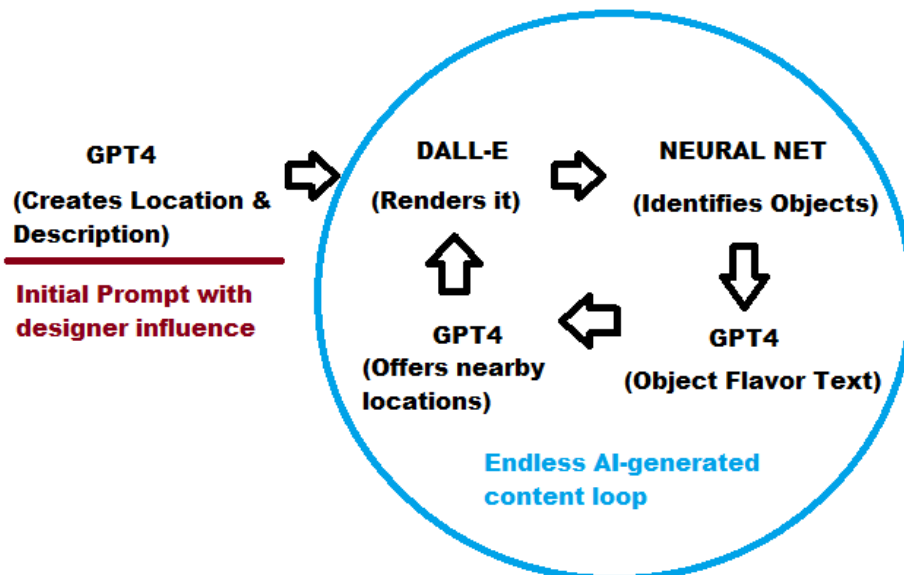 GPT4
(Creates Location &
Description)
Initial Prompt with
designer influence
DALL-E
(Renders it)
NEURAL NET
(Identifies Objects)
GPT4
(Object Flavor Text)
GPT4
(Offers nearby
locations)
Endless AI-generated
content loop